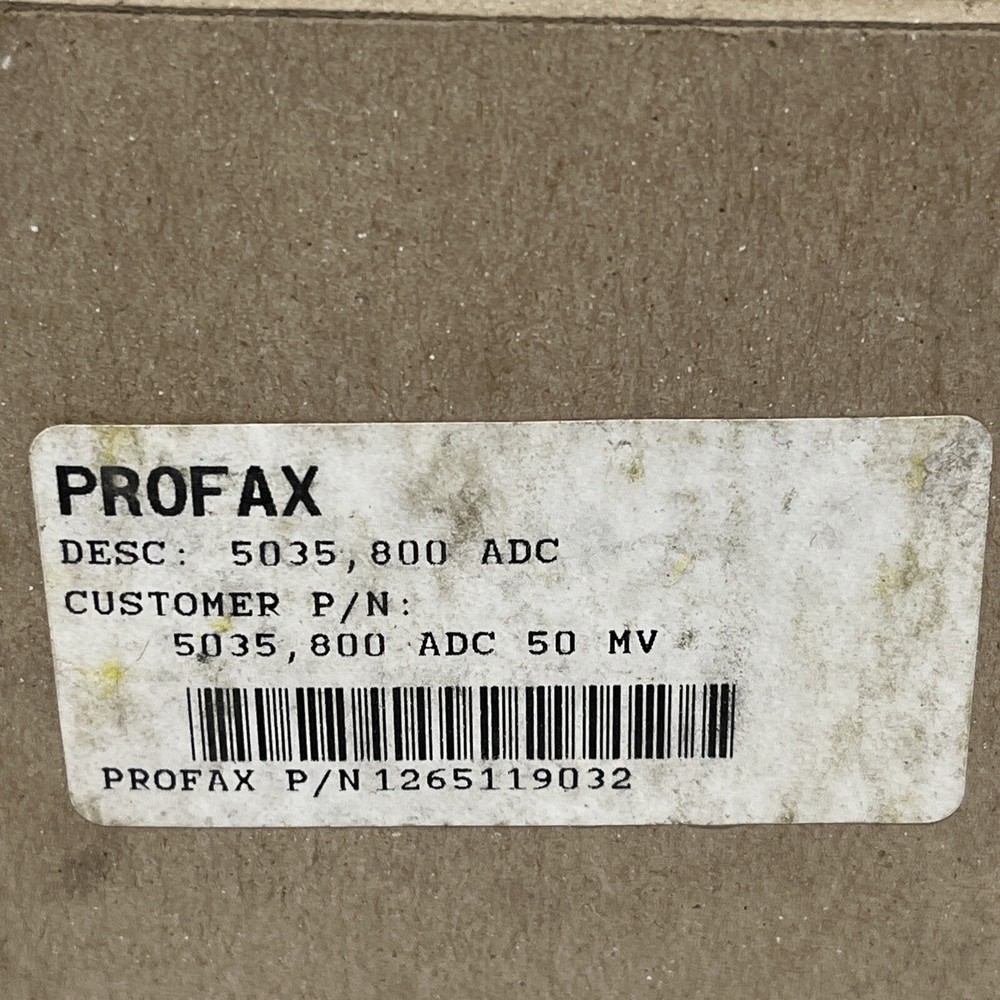 PROFAX
DESC: 5035,800 ADC
CUSTOMER P/N:
5035,800 ADC 50 MV
PROFAX P/N 1265119032